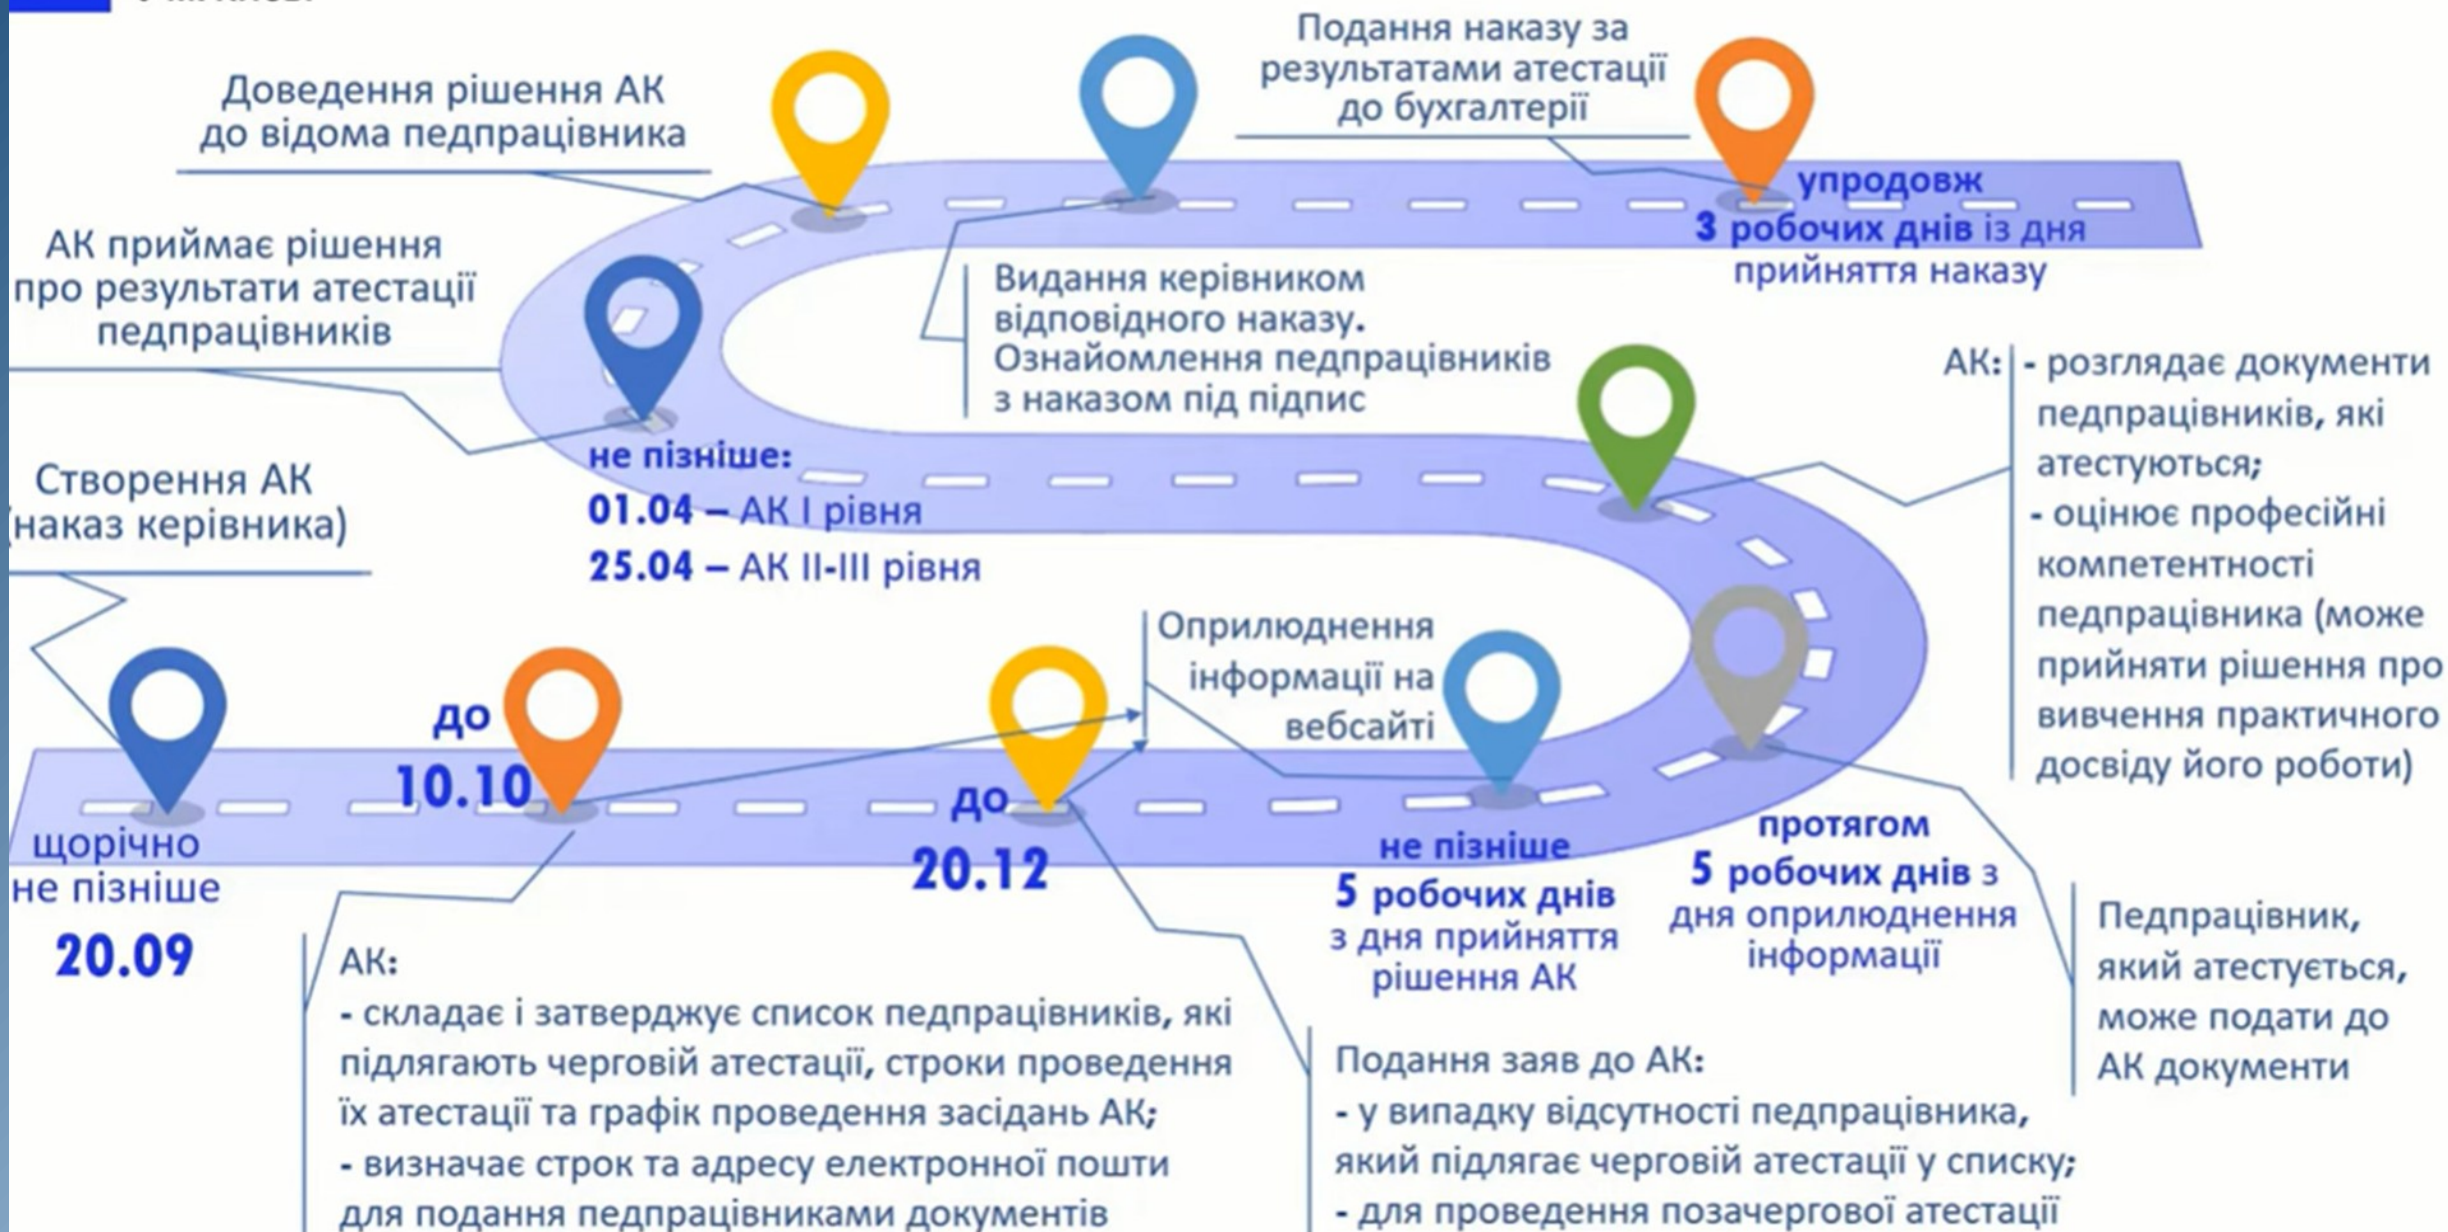 Подання наказу за
результатами атестації
до бухгалтерії
Доведення рішення АК
до відома педпрацівника
упродовж
3 робочих днів із дня
прийняття наказу
АК приймає рішення
про результати атестації
педпрацівників
Видання керівником
відповідного наказу.
Ознайомлення педпрацівників
з наказом під підпис
не пізніше:
01.04 – АК І рівня
25.04 – АК ІІ-ІІІ рівня
АК: - розглядає документи
педпрацівників, які
атестуються;
- оцінює професійні
компетентності
педпрацівника (може
прийняти рішення про
вивчення практичного
досвіду його роботи)
Створення АК
(наказ керівника)
щорічно
не пізніше
20.09
до
10.10
до
20.12
Оприлюднення
інформації на
вебсайті
не пізніше
5 робочих днів
з дня прийняття
рішення АК
протягом
5 робочих днів з
дня оприлюднення
інформації
Педпрацівник,
який атестується,
може подати до
АК документи
АК:
- складає і затверджує список педпрацівників, які
підлягають черговій атестації, строки проведення
їх атестації та графік проведення засідань АК;
- визначає строк та адресу електронної пошти
для подання педпрацівниками документів
Подання заяв до АК:
- у випадку відсутності педпрацівника,
який підлягає черговій атестації у списку;
- для проведення позачергової атестації